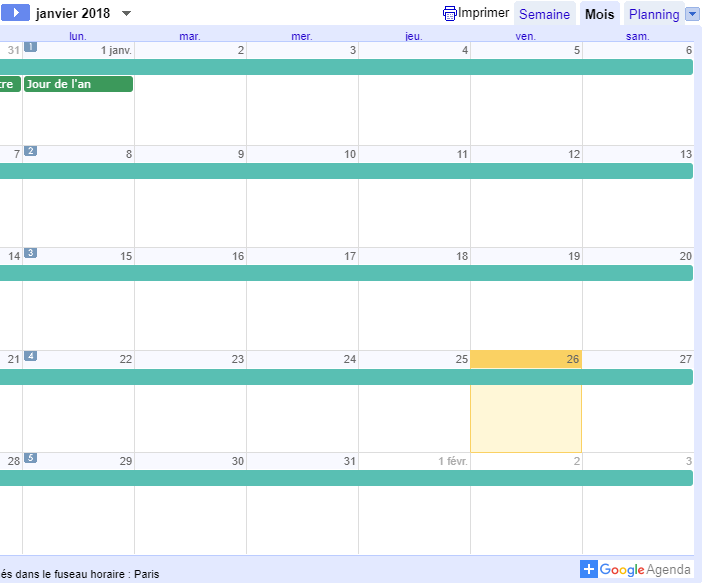 janvier 2018 Imprimer Semaine Mois Planning
lun. mar. mer. jeu. ven. sam.
31 1 1 janv. 2 3 4 5 6
tre Jour de l'an
7 2 8 9 10 11 12 13
14 3 15 16 17 18 19 20
21 4 22 23 24 25 26 27
28 5 29 30 31 1 févr. 2 3
és dans le fuseau horaire : Paris
+ Google Agenda